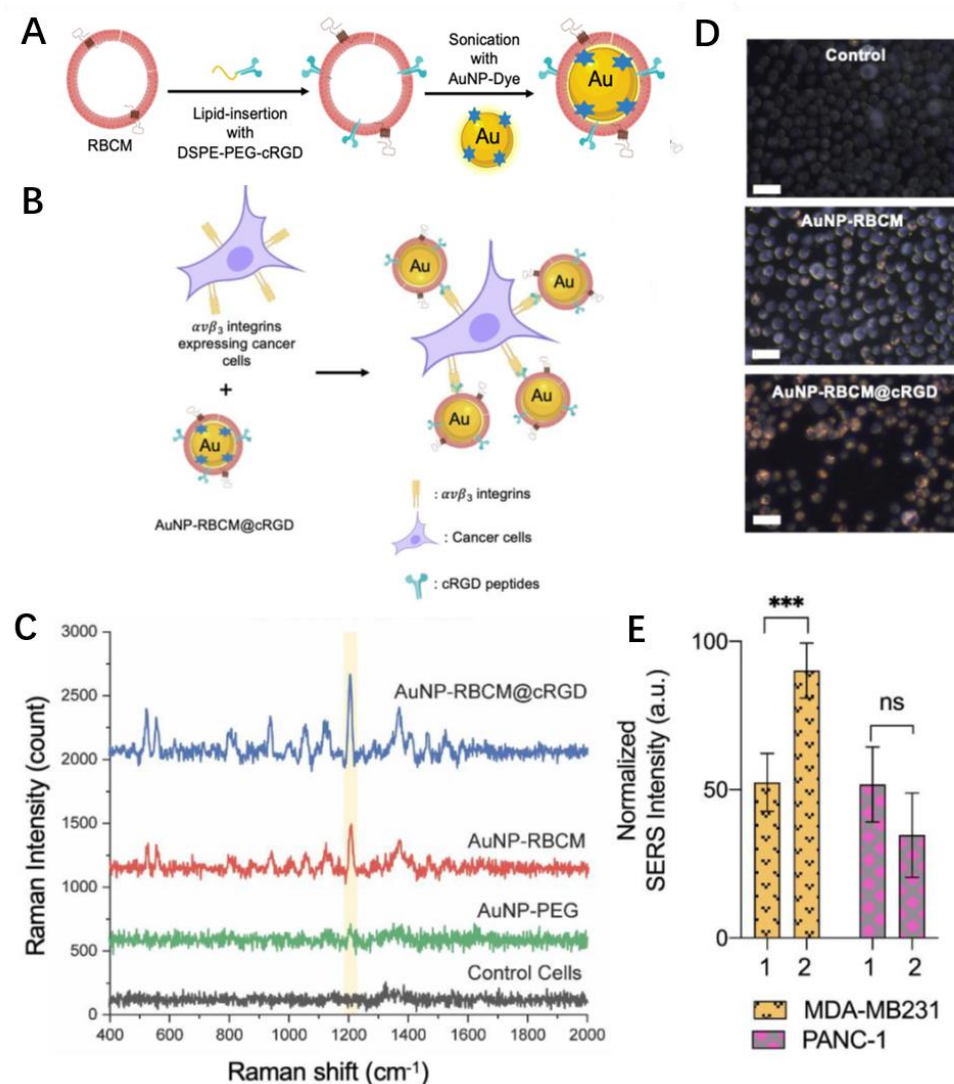 A
RBCM
Lipid-insertion
with
DSPE-PEG-cRGD
Sonication
with
AuNP-Dye
Au
Au
B
αvβ₃ integrins
expressing cancer
cells
+
Au
AuNP-RBCM@cRGD
Au
Au
Au
Au
: αvβ₃ integrins
: Cancer cells
: cRGD peptides
D
Control
AuNP-RBCM
AuNP-RBCM@cRGD
C
Raman Intensity (count)
3000
2500
2000
1500
1000
500
0
AuNP-RBCM@cRGD
AuNP-RBCM
AuNP-PEG
Control Cells
400 600 800 1000 1200 1400 1600 1800 2000
Raman shift (cm⁻¹)
E
Normalized
SERS Intensity (a.u.)
100
50
0
***
ns
1 2 1 2
MDA-MB231
PANC-1